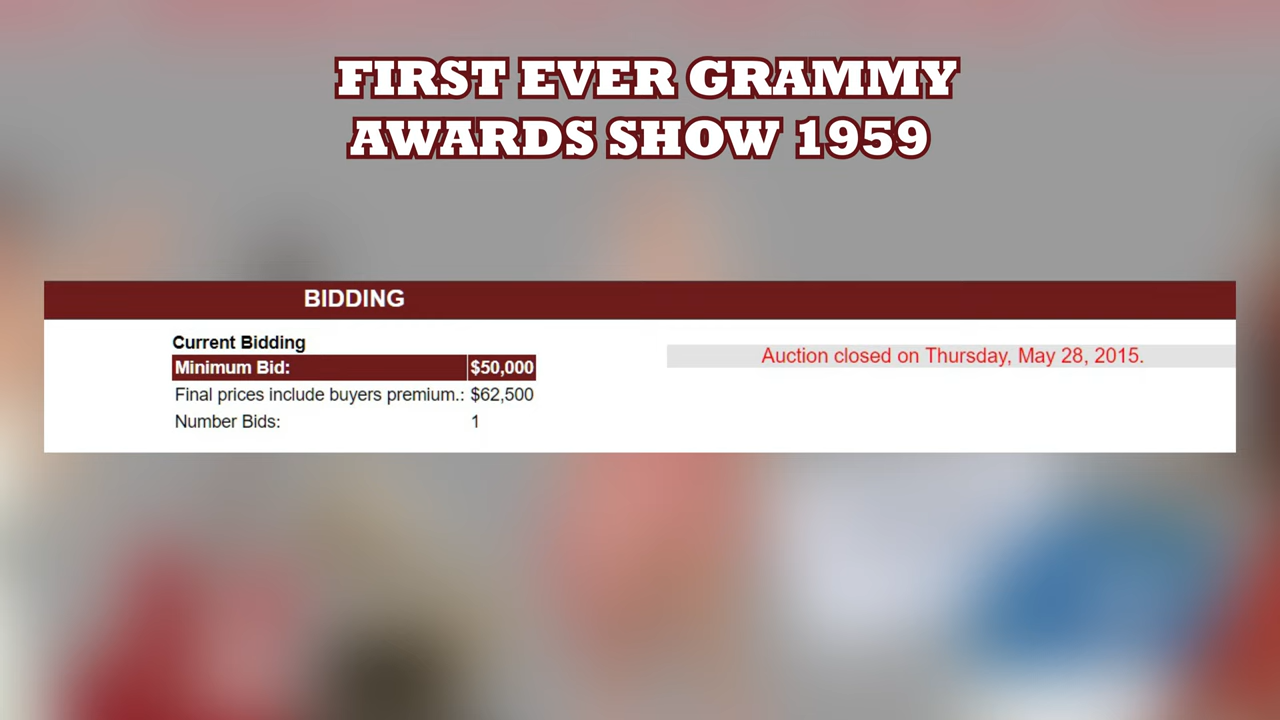 FIRST EVER GRAMMY
AWARDS SHOW 1959
BIDDING
Current Bidding
Minimum Bid: $50,000
Final prices include buyers premium.: $62,500
Number Bids: 1
Auction closed on Thursday, May 28, 2015.